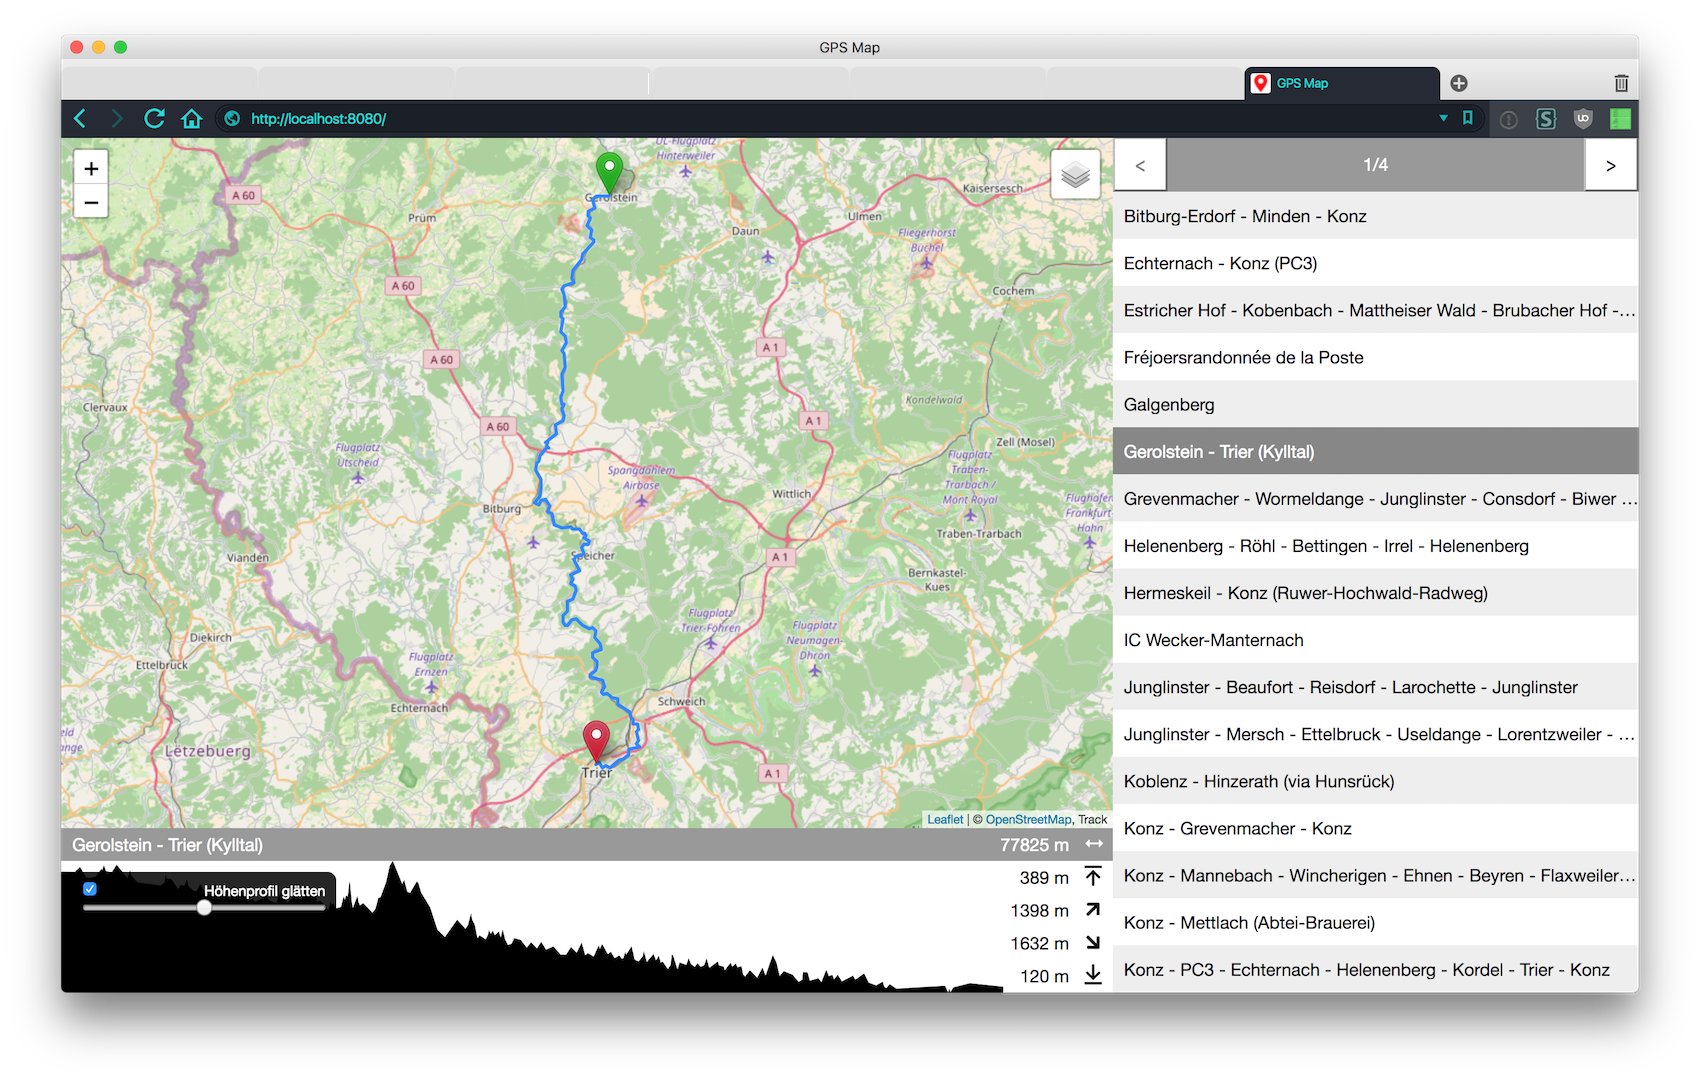 GPS Map
GPS Map
http://localhost:8080/
+
−
UL-Flugplatz
Hinterweiler
Gerolstein
Kaisersesch
A 60
Prüm
Ulmen
Daun
Fliegerhorst
Büchel
A 60
Cochem
A 1
A 60
Clervaux
Kondelwald
A 1
A 60
Zell (Mosel)
Flugplatz
Utscheid
Flugplatz
Traben-
Trarbach /
Mont Royal
Spangdahlem
Airbase
Wittlich
Flughafen
Frankfurt-
Hahn
Bitburg
Traben-Trarbach
Speicher
Vianden
A 1
Bernkastel-
Kues
Flugplatz
Trier-Föhren
Flugplatz
Neumagen-
Dhron
Diekirch
Ettelbruck
Flugplatz
Ernzen
Schweich
Echternach
Lëtzebuerg
Trier
A 1
Leaflet | © OpenStreetMap, Track
Gerolstein - Trier (Kylltal)
77825 m
Höhenprofil glätten
389 m
1398 m
1632 m
120 m
<
1/4
>
Bitburg-Erdorf - Minden - Konz
Echternach - Konz (PC3)
Estricher Hof - Kobenbach - Mattheiser Wald - Brubacher Hof -...
Fréjoersrandonnée de la Poste
Galgenberg
Gerolstein - Trier (Kylltal)
Grevenmacher - Wormeldange - Junglinster - Consdorf - Biwer ...
Helenenberg - Röhl - Bettingen - Irrel - Helenenberg
Hermeskeil - Konz (Ruwer-Hochwald-Radweg)
IC Wecker-Manternach
Junglinster - Beaufort - Reisdorf - Larochette - Junglinster
Junglinster - Mersch - Ettelbruck - Useldange - Lorentzweiler - ...
Koblenz - Hinzerath (via Hunsrück)
Konz - Grevenmacher - Konz
Konz - Mannebach - Wincherigen - Ehnen - Beyren - Flaxweiler...
Konz - Mettlach (Abtei-Brauerei)
Konz - PC3 - Echternach - Helenenberg - Kordel - Trier - Konz